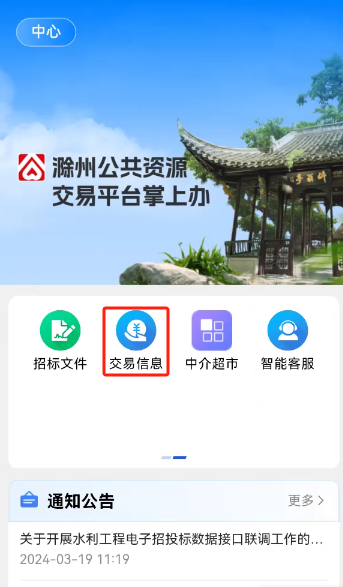 中心
滁州公共资源
交易平台掌上办
招标文件
交易信息
中介超市
智能客服
通知公告
更多
关于开展水利工程电子招投标数据接口联调工作的...
2024-03-19 11:19